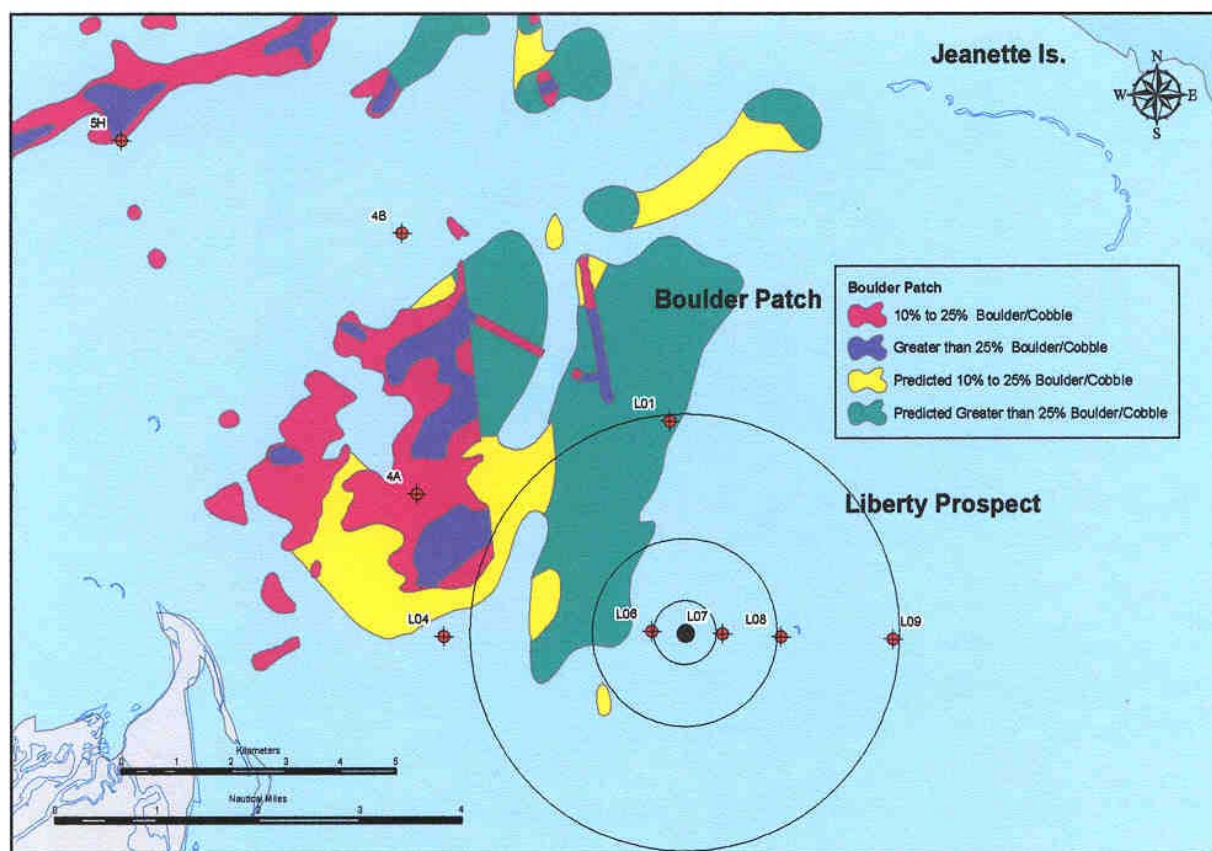 Jeanette Is.
N
W E
S
5H
4B
Boulder Patch
Boulder Patch
10% to 25% Boulder/Cobble
Greater than 25% Boulder/Cobble
Predicted 10% to 25% Boulder/Cobble
Predicted Greater than 25% Boulder/Cobble
L01
4A
Liberty Prospect
L04
L06
L07
L08
L09
Kilometers
0 1 2 3 4 5
Nautical Miles
0 1 2 3 4